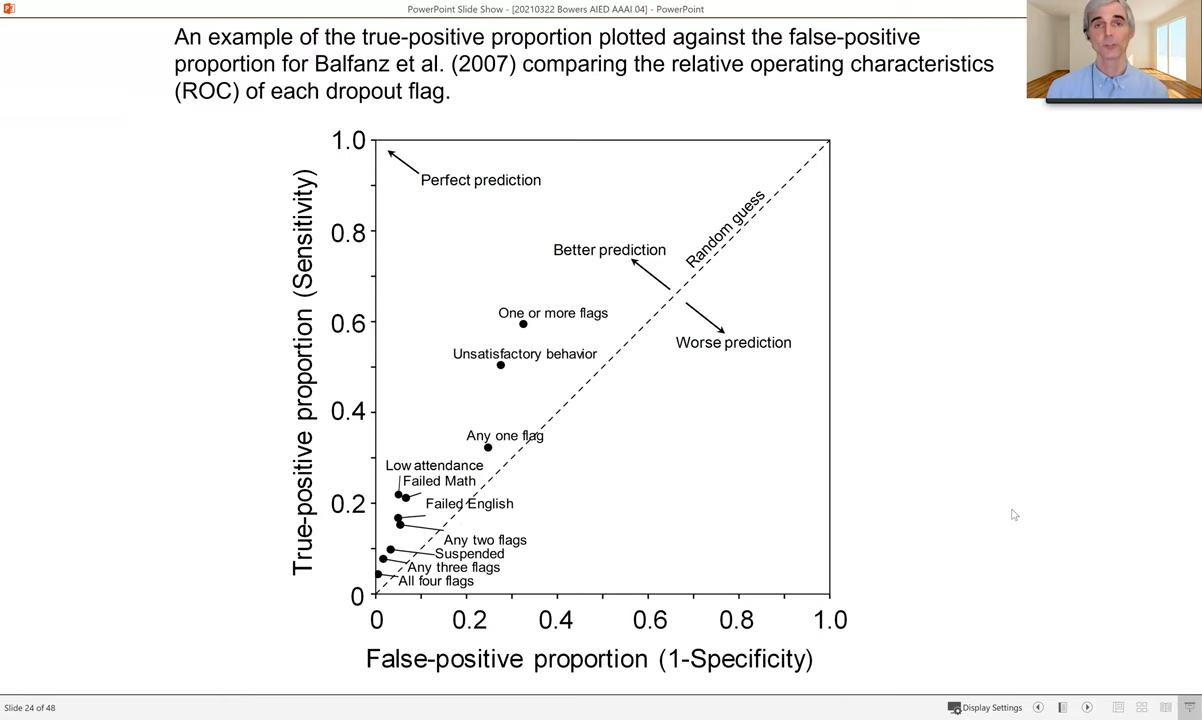 PowerPoint Slide Show - [20210322 Bowers AIED AAAI 04] - PowerPoint
An example of the true-positive proportion plotted against the false-positive
proportion for Balfanz et al. (2007) comparing the relative operating characteristics
(ROC) of each dropout flag.
1.0
Perfect prediction
Random guess
0.8
Better prediction
True-positive proportion (Sensitivity)
One or more flags
0.6
Worse prediction
Unsatisfactory behavior
0.4
Any one flag
Low attendance
Failed Math
0.2
Failed English
Any two flags
Suspended
Any three flags
All four flags
0
0 0.2 0.4 0.6 0.8 1.0
False-positive proportion (1-Specificity)
Slide 24 of 48
Display Settings